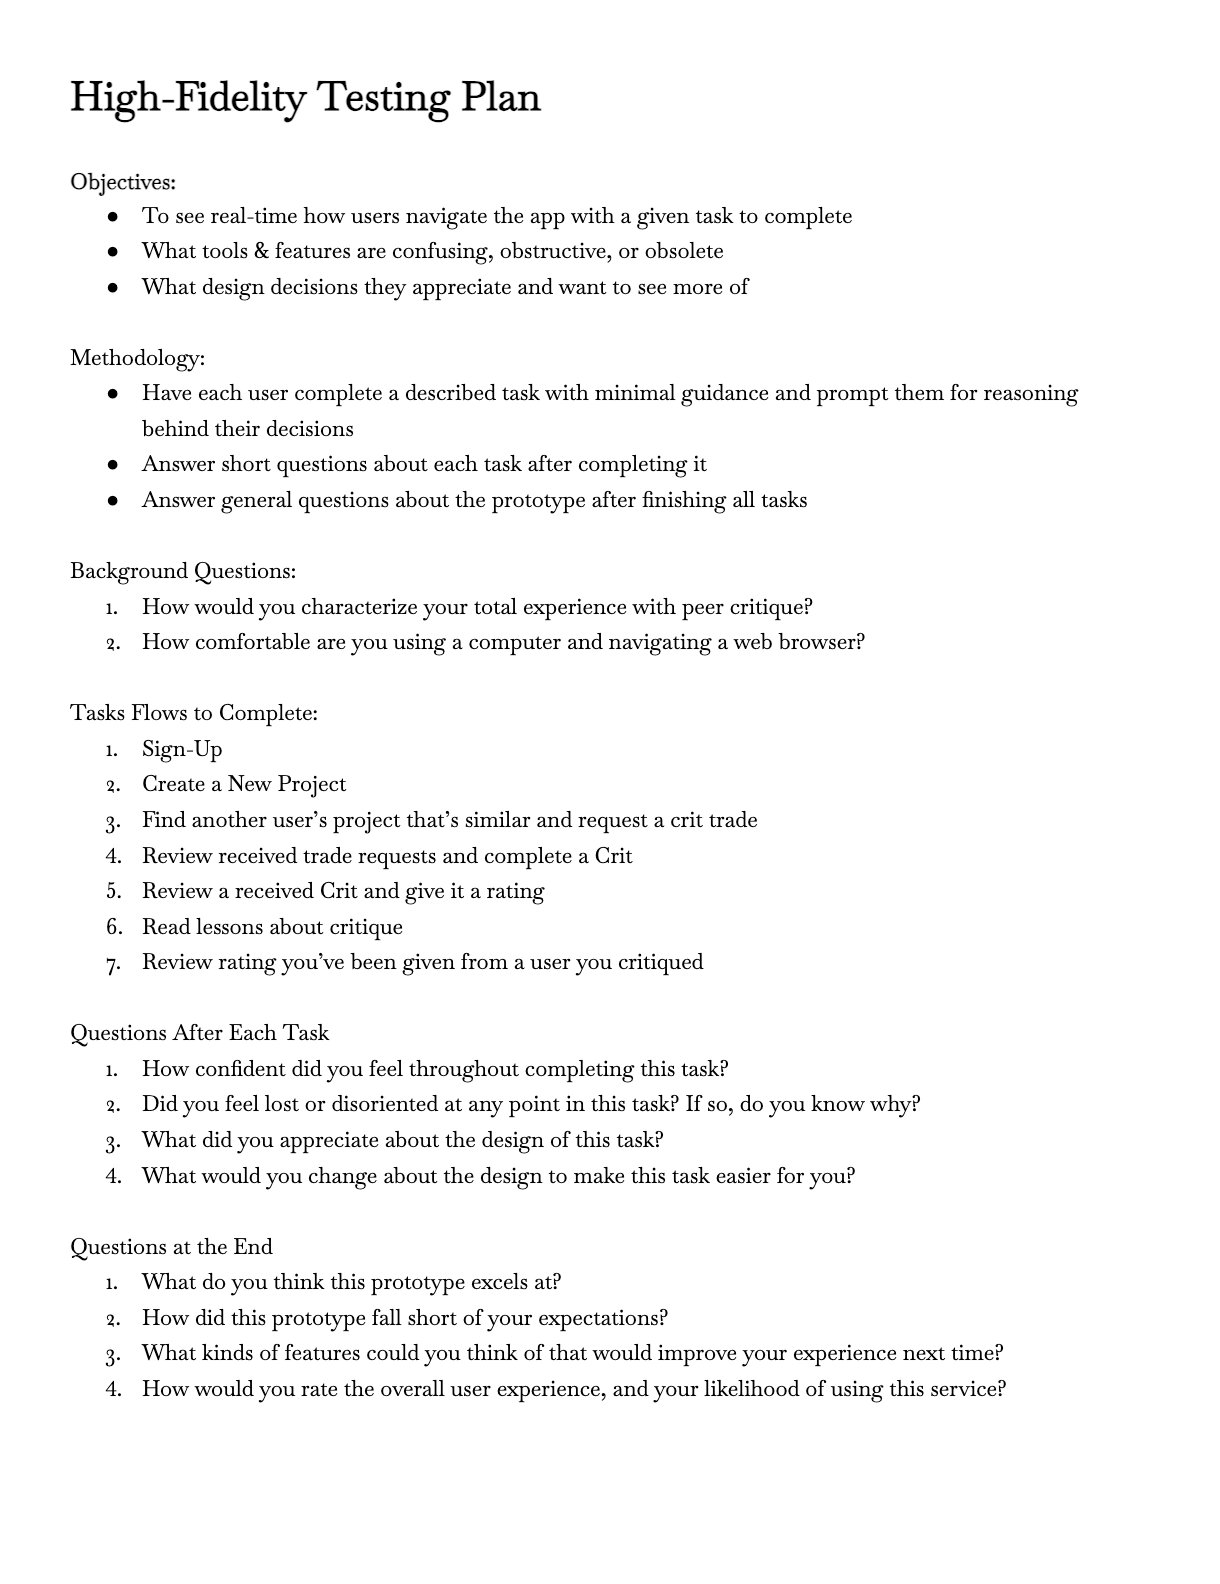 High-Fidelity Testing Plan
Objectives:
● To see real-time how users navigate the app with a given task to complete
● What tools & features are confusing, obstructive, or obsolete
● What design decisions they appreciate and want to see more of
Methodology:
● Have each user complete a described task with minimal guidance and prompt them for reasoning
behind their decisions
● Answer short questions about each task after completing it
● Answer general questions about the prototype after finishing all tasks
Background Questions:
1. How would you characterize your total experience with peer critique?
2. How comfortable are you using a computer and navigating a web browser?
Tasks Flows to Complete:
1. Sign-Up
2. Create a New Project
3. Find another user’s project that’s similar and request a crit trade
4. Review received trade requests and complete a Crit
5. Review a received Crit and give it a rating
6. Read lessons about critique
7. Review rating you’ve been given from a user you critiqued
Questions After Each Task
1. How confident did you feel throughout completing this task?
2. Did you feel lost or disoriented at any point in this task? If so, do you know why?
3. What did you appreciate about the design of this task?
4. What would you change about the design to make this task easier for you?
Questions at the End
1. What do you think this prototype excels at?
2. How did this prototype fall short of your expectations?
3. What kinds of features could you think of that would improve your experience next time?
4. How would you rate the overall user experience, and your likelihood of using this service?